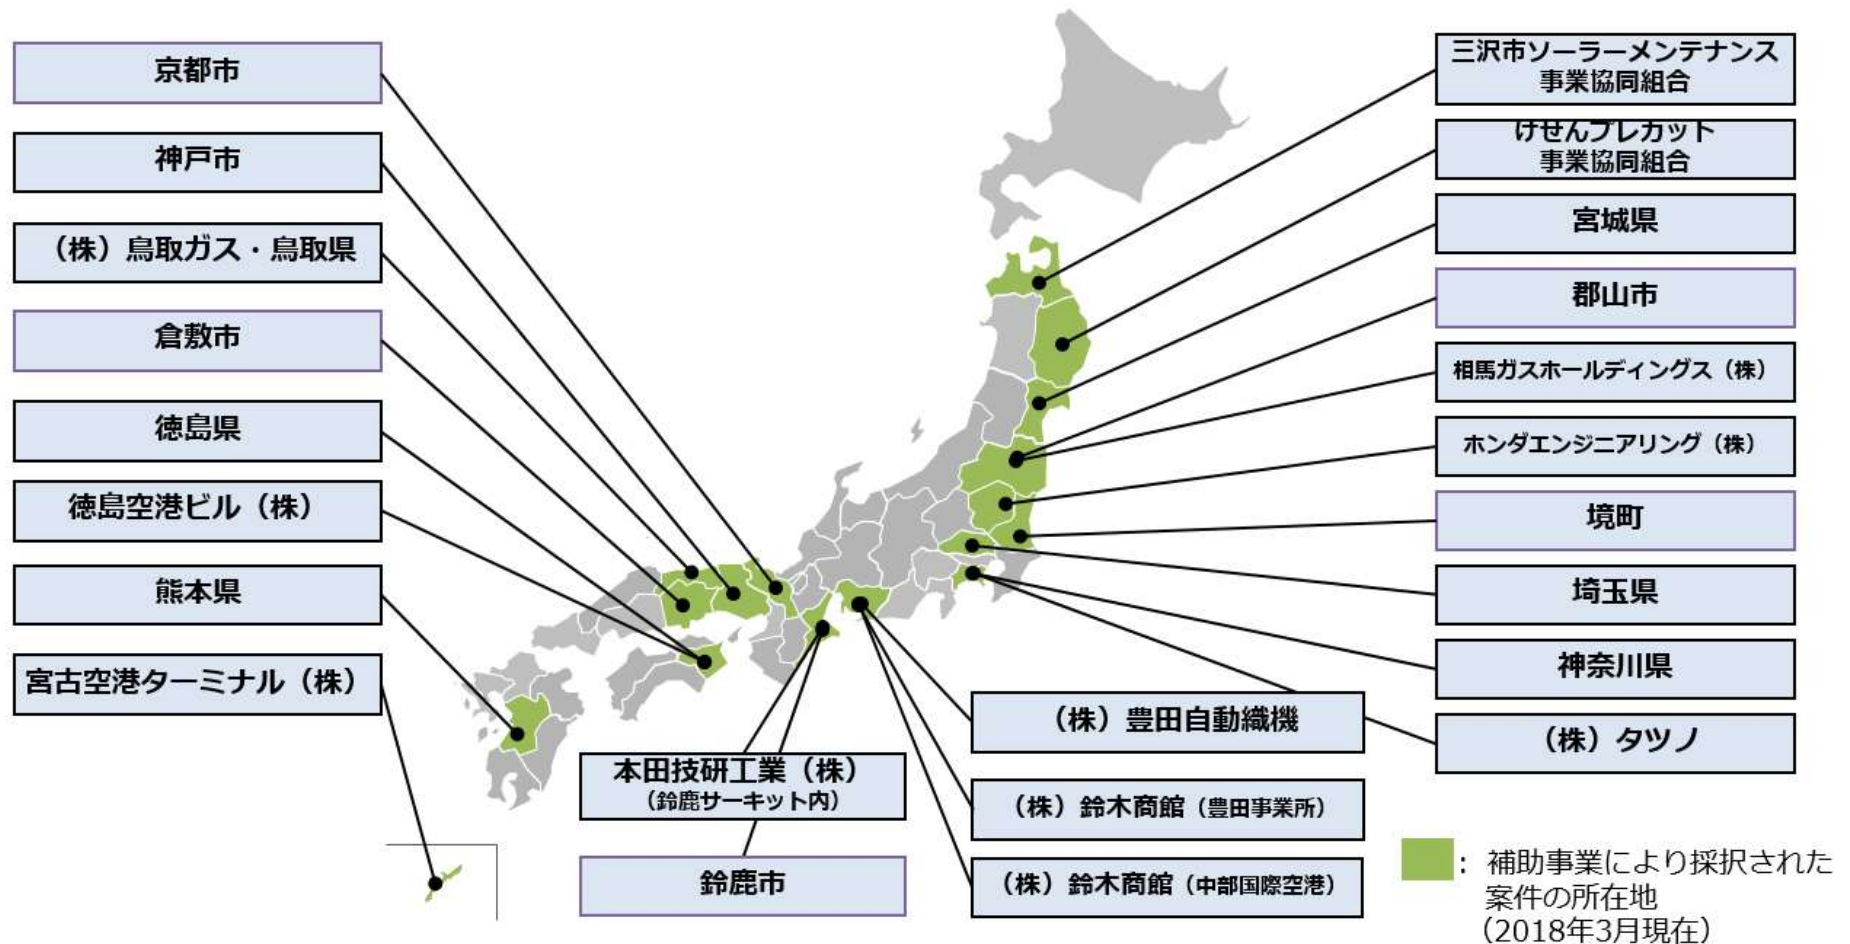 京都市
神戸市
（株）鳥取ガス・鳥取県
倉敷市
徳島県
徳島空港ビル（株）
熊本県
宮古空港ターミナル（株）
三沢市ソーラーメンテナンス
事業協同組合
けせんプレカット
事業協同組合
宮城県
郡山市
相馬ガスホールディングス（株）
ホンダエンジニアリング（株）
境町
埼玉県
神奈川県
（株）タツノ
（株）豊田自動織機
（株）鈴木商館（豊田事業所）
（株）鈴木商館（中部国際空港）
本田技研工業（株）
（鈴鹿サーキット内）
鈴鹿市
：補助事業により採択された
案件の所在地
（2018年3月現在）